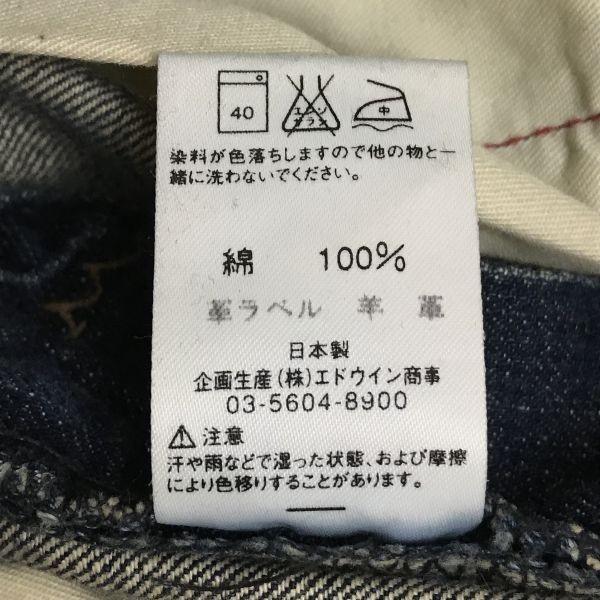 40 エンソ 中
サラシ
染料が色落ちしますので他の物と一
緒に洗わないでください。
綿 100%
革ラベル 羊 革
日本製
企画生産(株)エドウイン商事
03-5604-8900
⚠ 注意
汗や雨などで湿った状態、および摩擦
により色移りすることがあります。